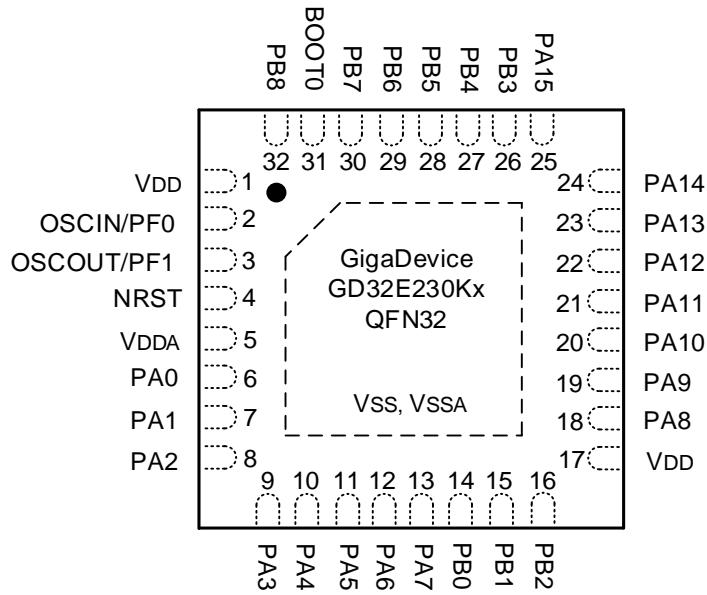 PB8 BOOT0 PB7 PB6 PB5 PB4 PB3 PA15
32 31 30 29 28 27 26 25
VDD 1
OSCIN/PF0 2
OSCOUT/PF1 3
NRST 4
VDDA 5
PA0 6
PA1 7
PA2 8
GigaDevice
GD32E230Kx
QFN32
VSS, VSSA
24 PA14
23 PA13
22 PA12
21 PA11
20 PA10
19 PA9
18 PA8
17 VDD
9 10 11 12 13 14 15 16
PA3 PA4 PA5 PA6 PA7 PB0 PB1 PB2